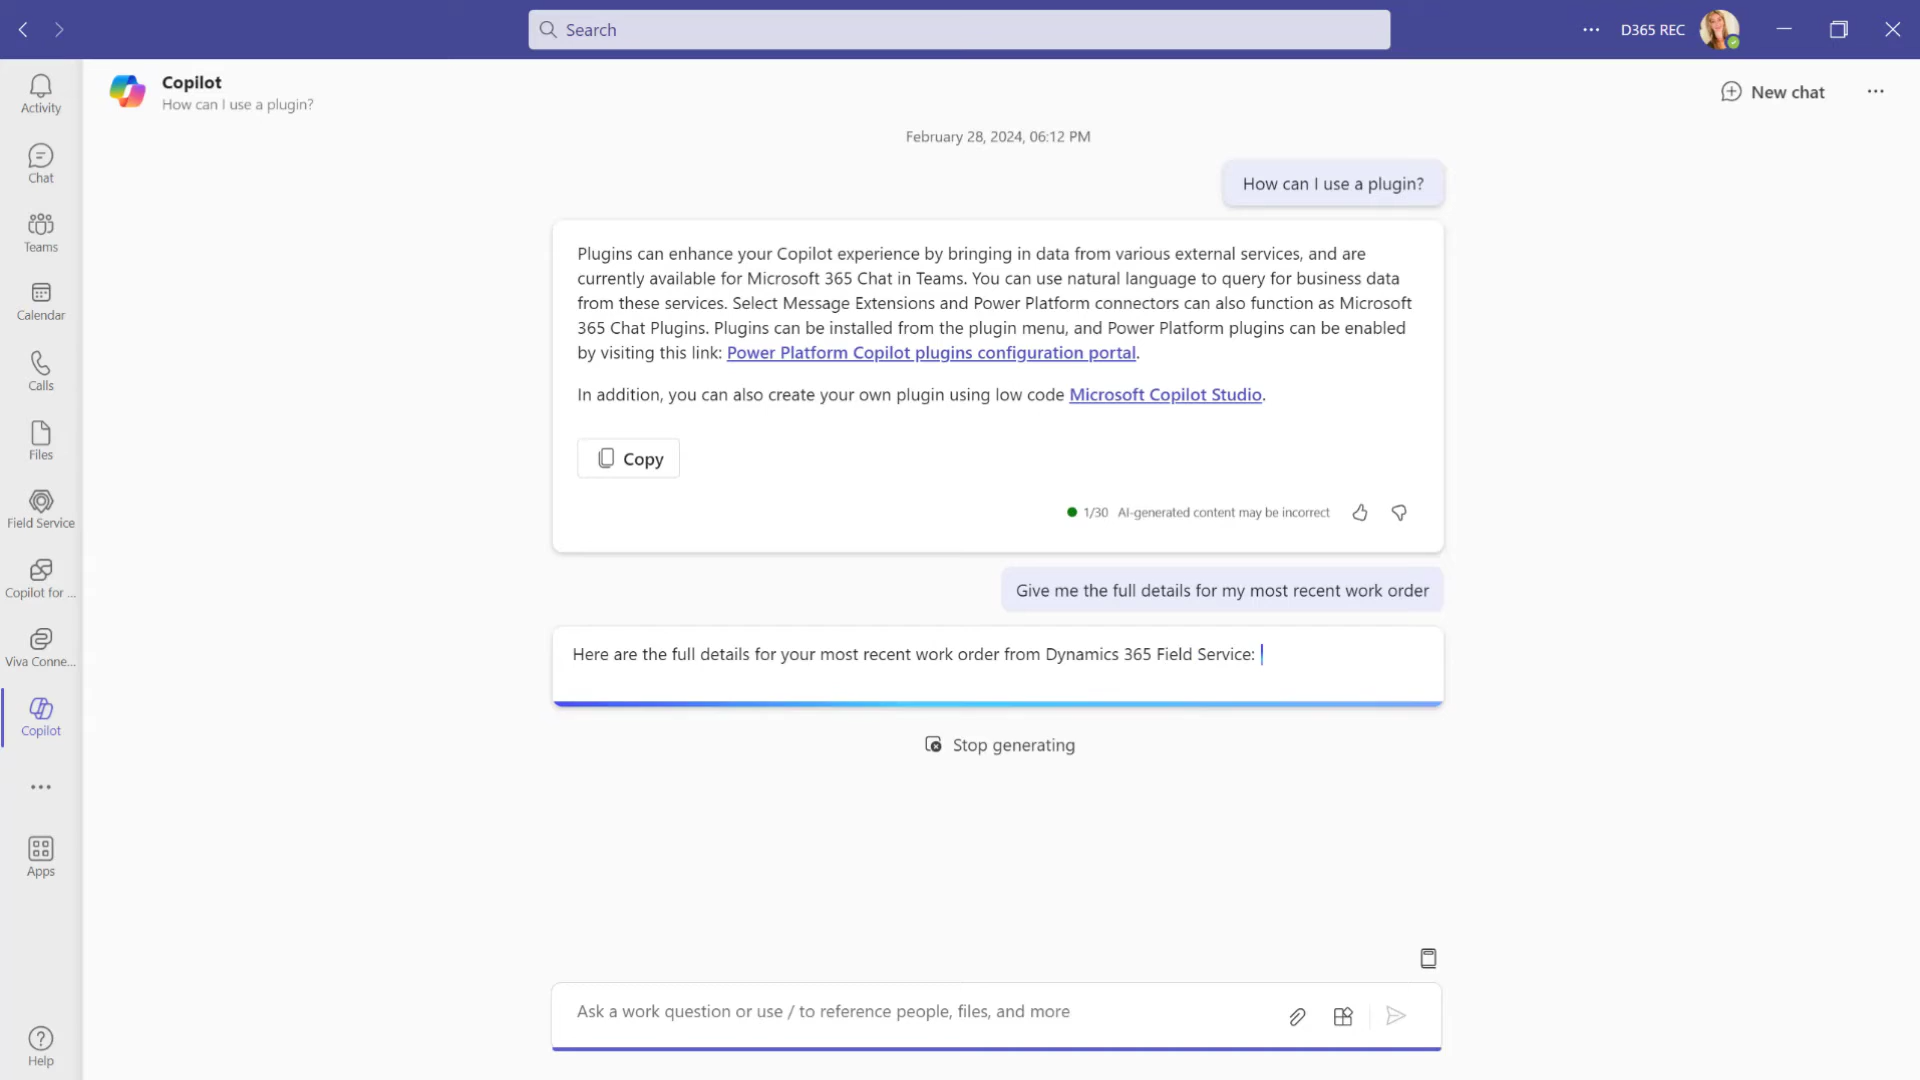 Search
D365 REC
Activity
Chat
Teams
Calendar
Calls
Files
Field Service
Copilot for ...
Viva Conne...
Copilot
Apps
Help
Copilot
How can I use a plugin?
New chat
February 28, 2024, 06:12 PM
How can I use a plugin?
Plugins can enhance your Copilot experience by bringing in data from various external services, and are
currently available for Microsoft 365 Chat in Teams. You can use natural language to query for business data
from these services. Select Message Extensions and Power Platform connectors can also function as Microsoft
365 Chat Plugins. Plugins can be installed from the plugin menu, and Power Platform plugins can be enabled
by visiting this link: Power Platform Copilot plugins configuration portal.
In addition, you can also create your own plugin using low code Microsoft Copilot Studio.
Copy
1/30 AI-generated content may be incorrect
Give me the full details for my most recent work order
Here are the full details for your most recent work order from Dynamics 365 Field Service:
Stop generating
Ask a work question or use / to reference people, files, and more